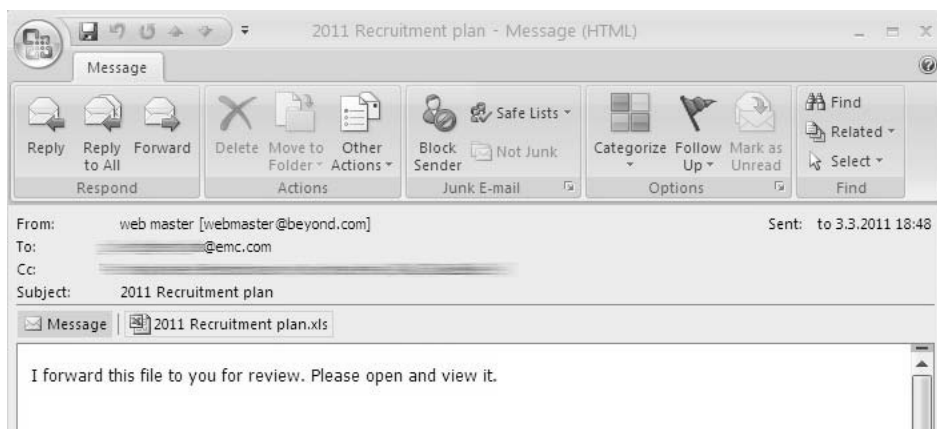 2011 Recruitment plan - Message (HTML)
Message
Reply
Reply to All
Forward
Respond
Delete
Move to Folder
Other Actions
Actions
Block Sender
Safe Lists
Not Junk
Junk E-mail
Categorize
Follow Up
Mark as Unread
Options
Find
Related
Select
Find
From: web master [webmaster@beyond.com]
Sent: to 3.3.2011 18:48
To: @emc.com
Cc:
Subject: 2011 Recruitment plan
Message
2011 Recruitment plan.xls
I forward this file to you for review. Please open and view it.